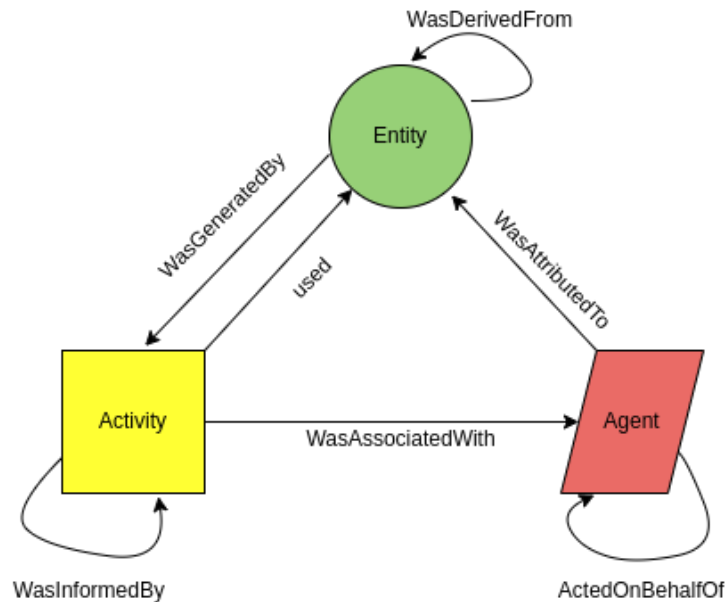 WasDerivedFrom
Entity
WasGeneratedBy
used
WasAttributedTo
Activity
Agent
WasAssociatedWith
WasInformedBy
ActedOnBehalfOf